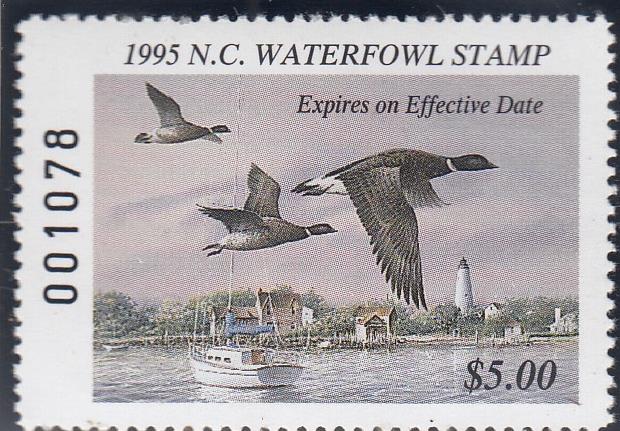 1995 N.C. WATERFOWL STAMP
Expires on Effective Date
001078
$5.00